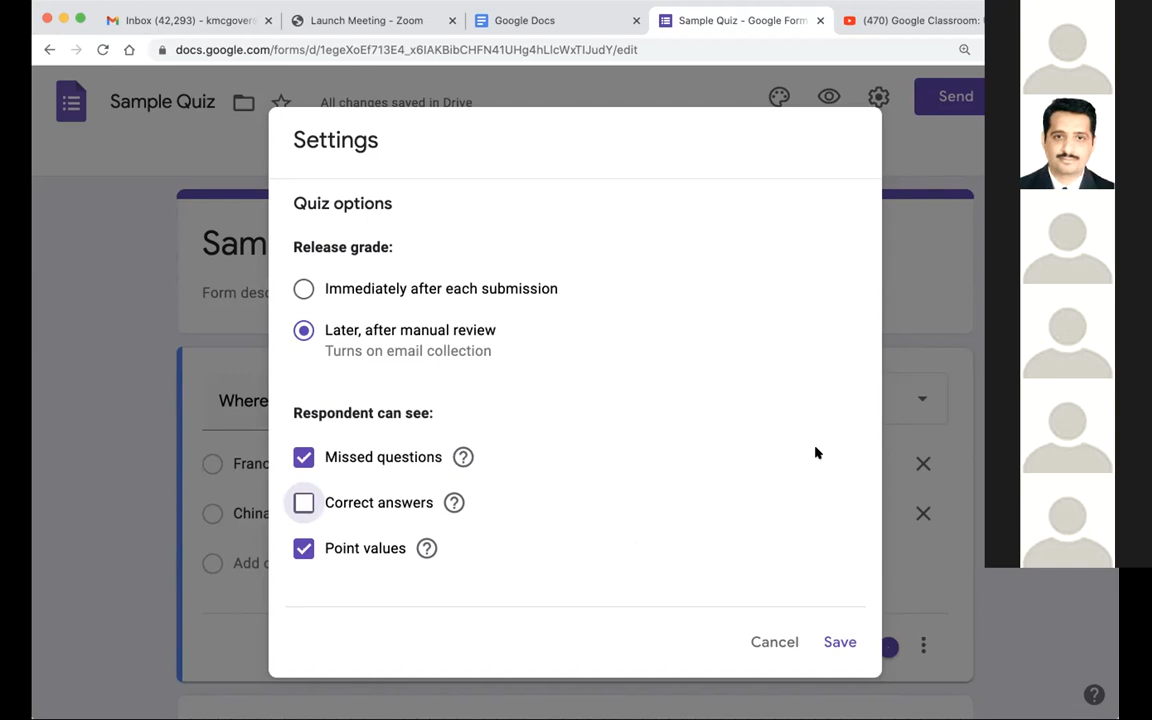 Inbox (42,293) - kmcgovers
Launch Meeting - Zoom
Google Docs
Sample Quiz - Google Form
(470) Google Classroom:
docs.google.com/forms/d/1egeXoEf713E4_x6IAKBibCHFN41UHg4hLlcWxTIJudY/edit
Sample Quiz
All changes saved in Drive
Send
Settings
Quiz options
Release grade:
Immediately after each submission
Later, after manual review
Turns on email collection
Respondent can see:
Missed questions
Correct answers
Point values
Cancel
Save
Sam
Form desc
Where
Franc
China
Add o